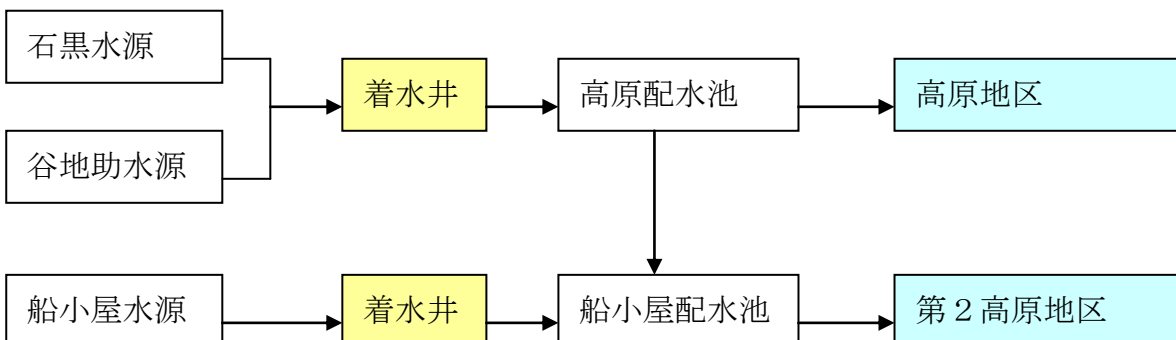 石黒水源
着水井
高原配水池
高原地区
谷地助水源
船小屋水源
着水井
船小屋配水池
第２高原地区